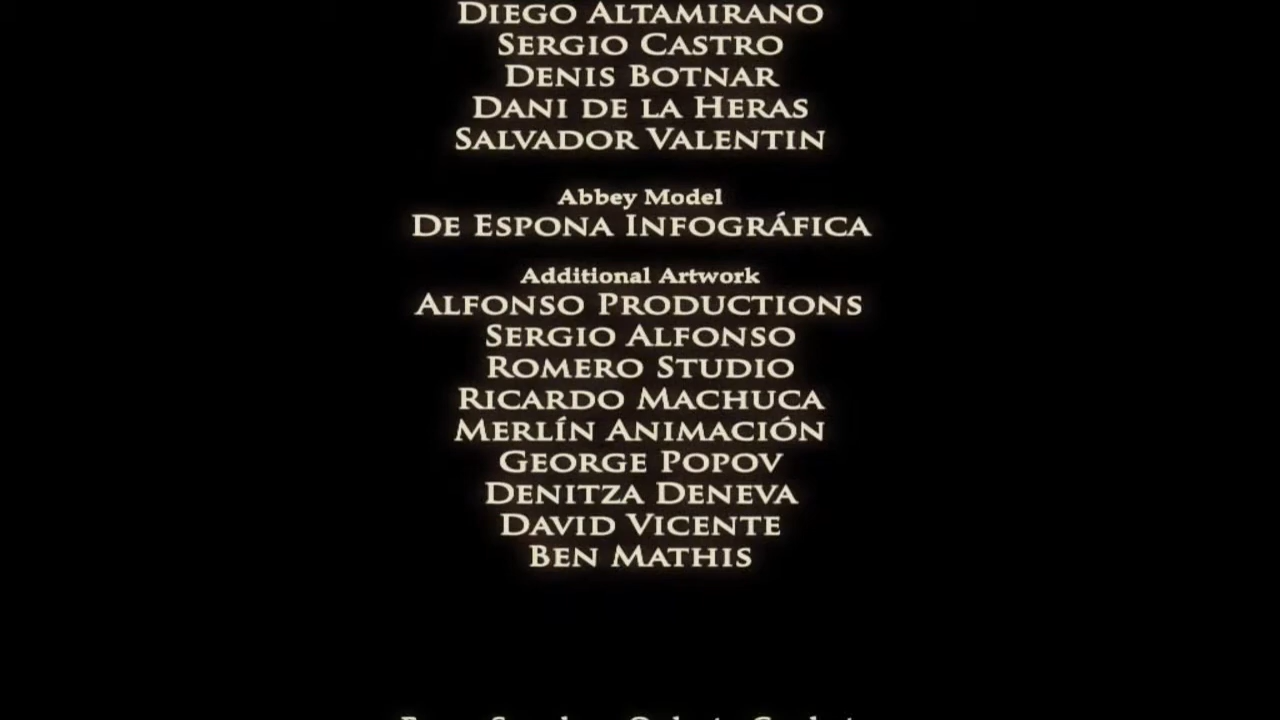 DIEGO ALTAMIRANO
SERGIO CASTRO
DENIS BOTNAR
DANI DE LA HERAS
SALVADOR VALENTIN
Abbey Model
DE ESPONA INFOGRÁFICA
Additional Artwork
ALFONSO PRODUCTIONS
SERGIO ALFONSO
ROMERO STUDIO
RICARDO MACHUCA
MERLÍN ANIMACIÓN
GEORGE POPOV
DENITZA DENEVA
DAVID VICENTE
BEN MATHIS